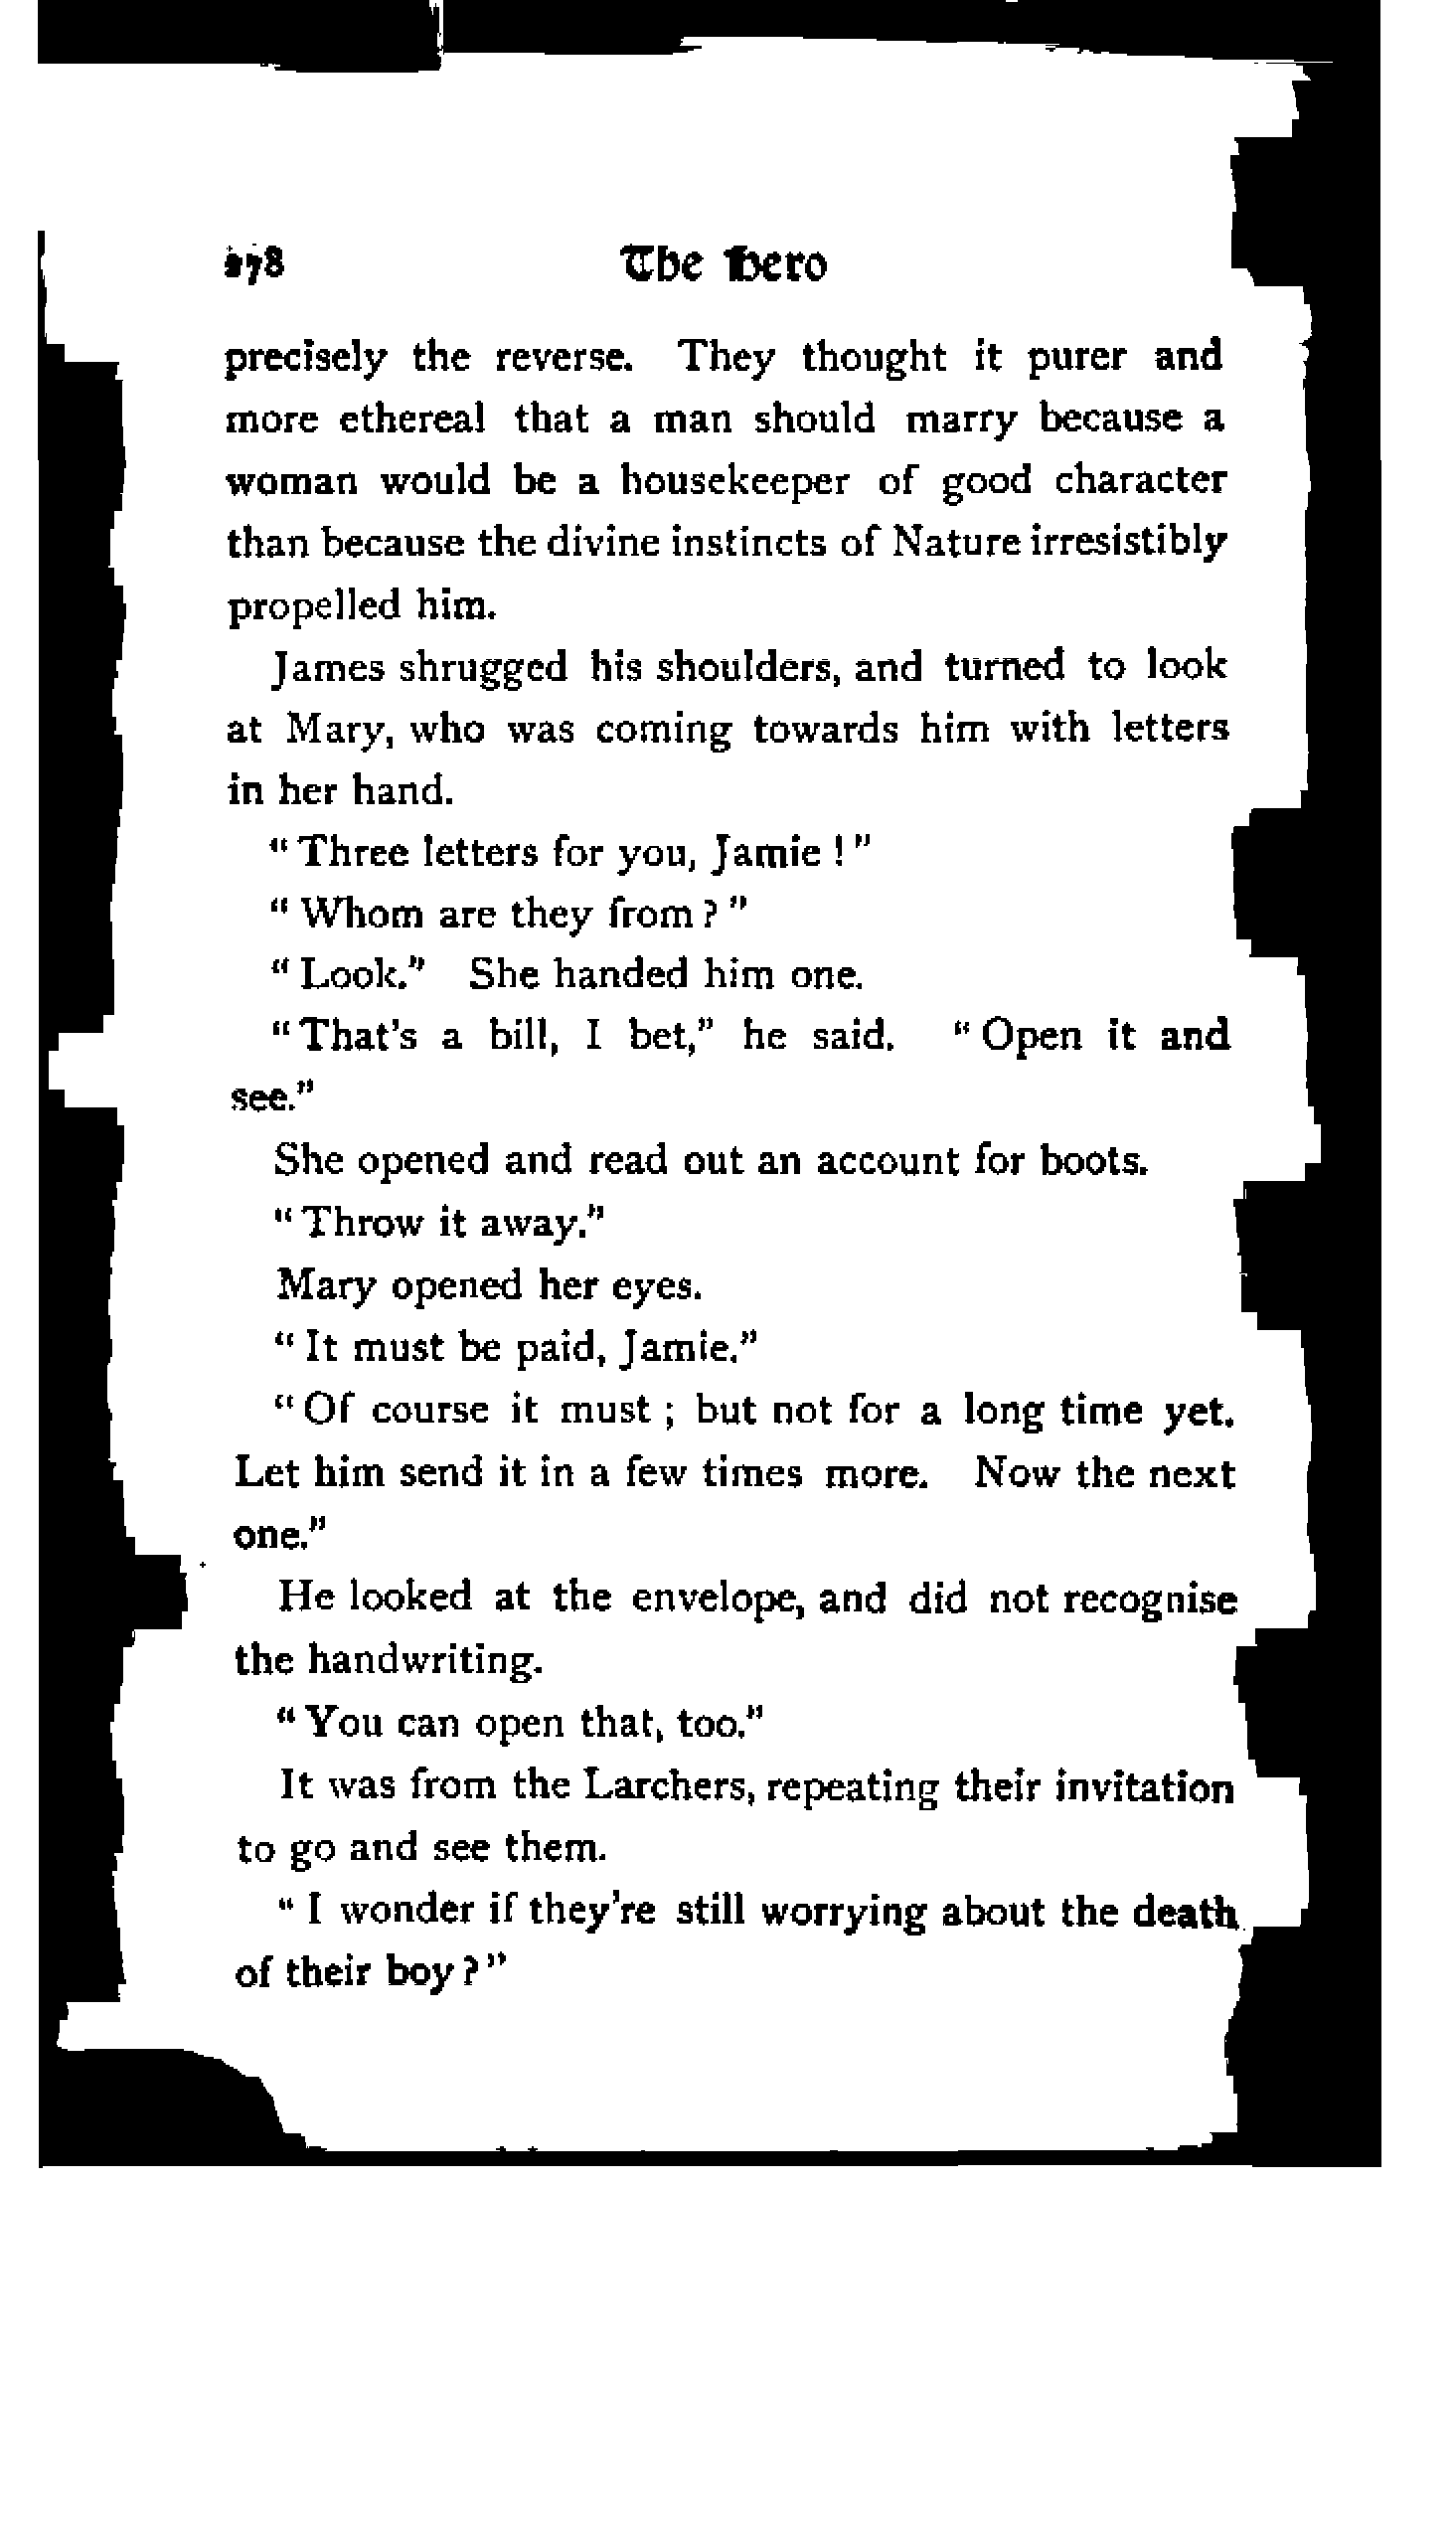 278 The Hero
precisely the reverse. They thought it purer and
more ethereal that a man should marry because a
woman would be a housekeeper of good character
than because the divine instincts of Nature irresistibly
propelled him.
James shrugged his shoulders, and turned to look
at Mary, who was coming towards him with letters
in her hand.
“ Three letters for you, Jamie ! ”
“ Whom are they from ? ”
“ Look.” She handed him one.
“ That's a bill, I bet,” he said. “ Open it and
see.”
She opened and read out an account for boots.
“ Throw it away.”
Mary opened her eyes.
“ It must be paid, Jamie.”
“ Of course it must ; but not for a long time yet.
Let him send it in a few times more. Now the next
one.”
He looked at the envelope, and did not recognise
the handwriting.
“ You can open that, too.”
It was from the Larchers, repeating their invitation
to go and see them.
“ I wonder if they're still worrying about the death
of their boy ? ”